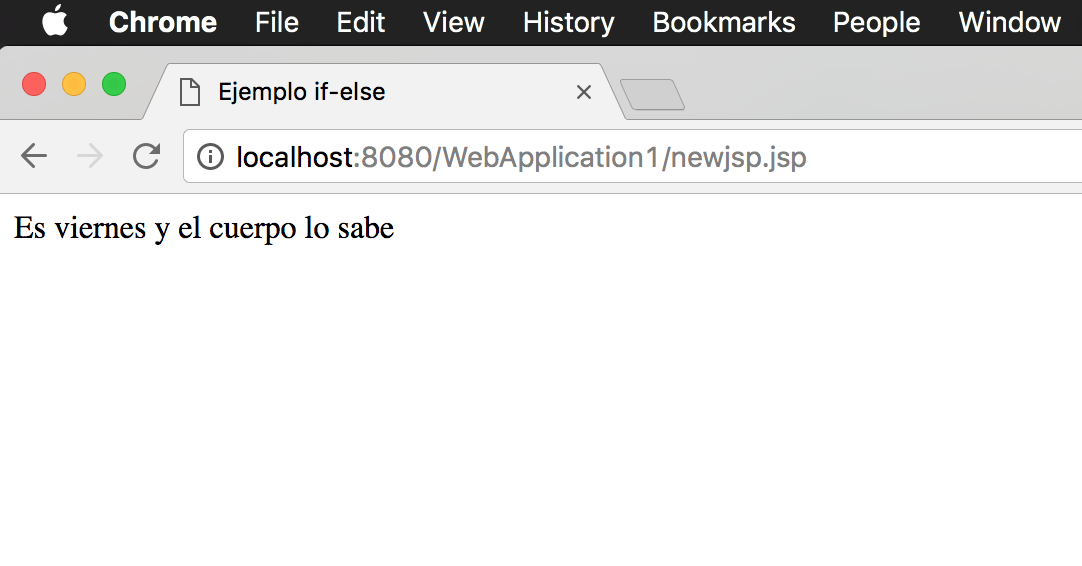 Chrome File Edit View History Bookmarks People Window
Ejemplo if-else
localhost:8080/WebApplication1/newjsp.jsp
Es viernes y el cuerpo lo sabe